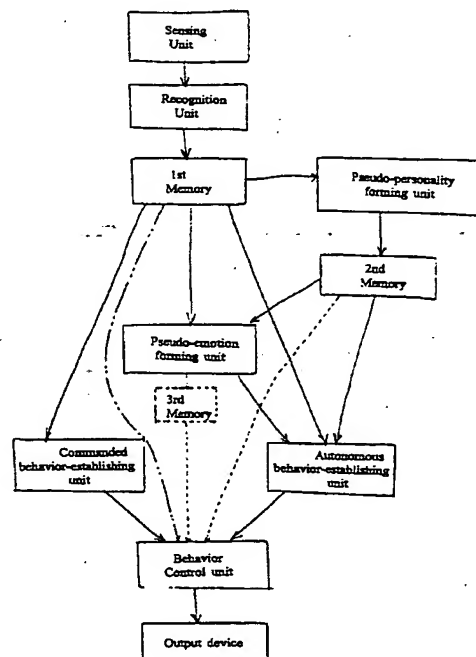 Sensing
Unit
Recognition
Unit
1st
Memory
Pseudo-personality
forming unit
2nd
Memory
Pseudo-emotion
forming unit
3rd
Memory
Commanded
behavior-establishing
unit
Autonomous
behavior-establishing
unit
Behavior
Control unit
Output device